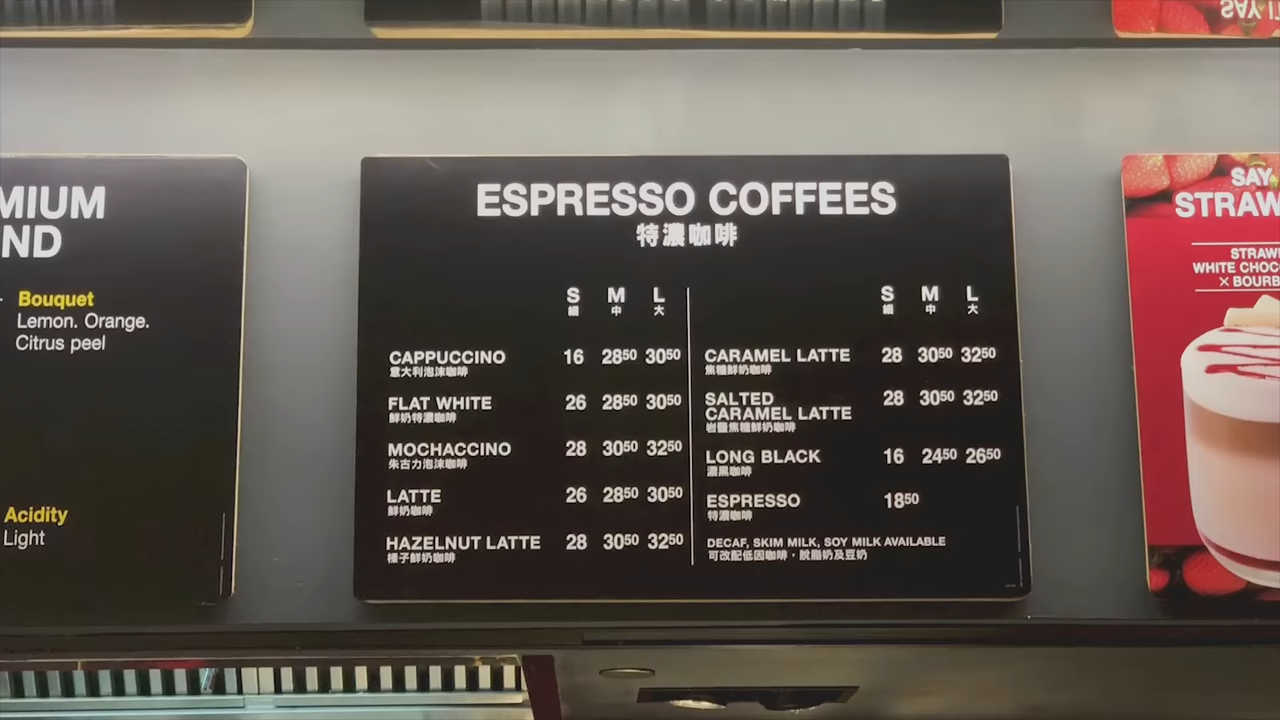 SAY IT
MIUM
ND
Bouquet
Lemon. Orange.
Citrus peel
Acidity
Light
ESPRESSO COFFEES
特濃咖啡
S M L
細 中 大
CAPPUCCINO 16 28⁵⁰ 30⁵⁰
意大利泡沫咖啡
FLAT WHITE 26 28⁵⁰ 30⁵⁰
鮮奶特濃咖啡
MOCHACCINO 28 30⁵⁰ 32⁵⁰
朱古力泡沫咖啡
LATTE 26 28⁵⁰ 30⁵⁰
鮮奶咖啡
HAZELNUT LATTE 28 30⁵⁰ 32⁵⁰
榛子鮮奶咖啡
S M L
細 中 大
CARAMEL LATTE 28 30⁵⁰ 32⁵⁰
焦糖鮮奶咖啡
SALTED 28 30⁵⁰ 32⁵⁰
CARAMEL LATTE
岩鹽焦糖鮮奶咖啡
LONG BLACK 16 24⁵⁰ 26⁵⁰
濃黑咖啡
ESPRESSO 18⁵⁰
特濃咖啡
DECAF, SKIM MILK, SOY MILK AVAILABLE
可改配低因咖啡，脫脂奶及豆奶
SAY
STRAW
STRAW
WHITE CHOC
× BOURB